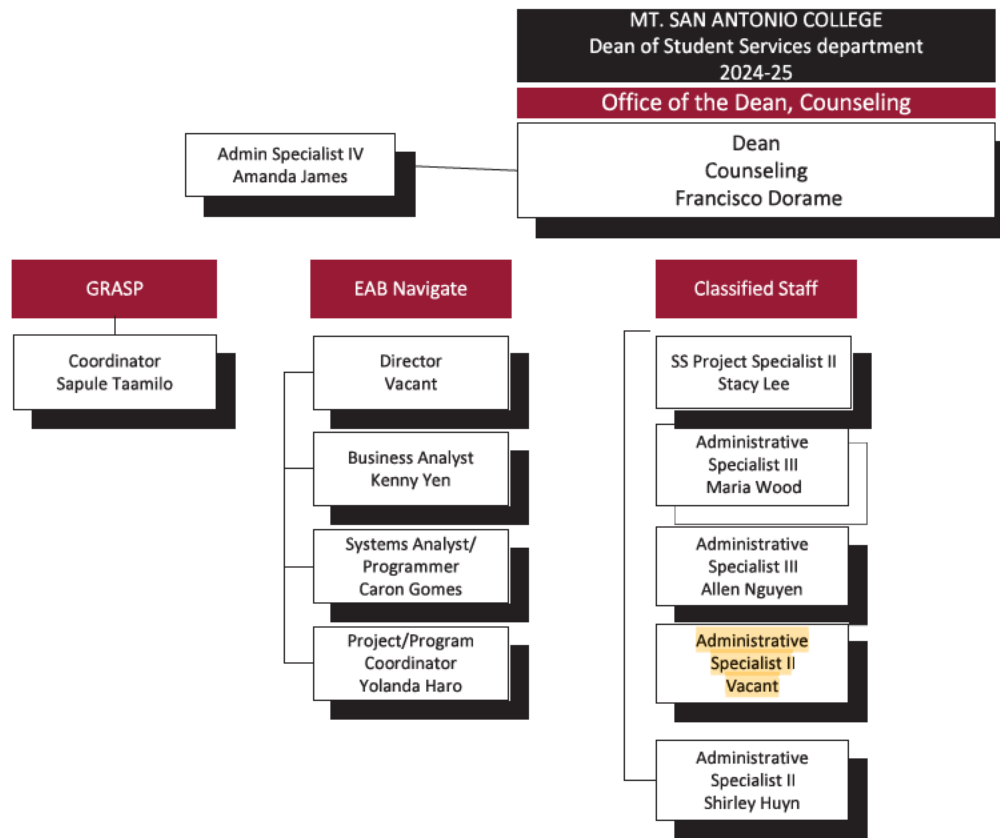 MT. SAN ANTONIO COLLEGE
Dean of Student Services department
2024-25
Office of the Dean, Counseling
Dean
Counseling
Francisco Dorame
Admin Specialist IV
Amanda James
GRASP
Coordinator
Sapule Taamilo
EAB Navigate
Director
Vacant
Business Analyst
Kenny Yen
Systems Analyst/
Programmer
Caron Gomes
Project/Program
Coordinator
Yolanda Haro
Classified Staff
SS Project Specialist II
Stacy Lee
Administrative
Specialist III
Maria Wood
Administrative
Specialist III
Allen Nguyen
Administrative
Specialist II
Vacant
Administrative
Specialist II
Shirley Huyn